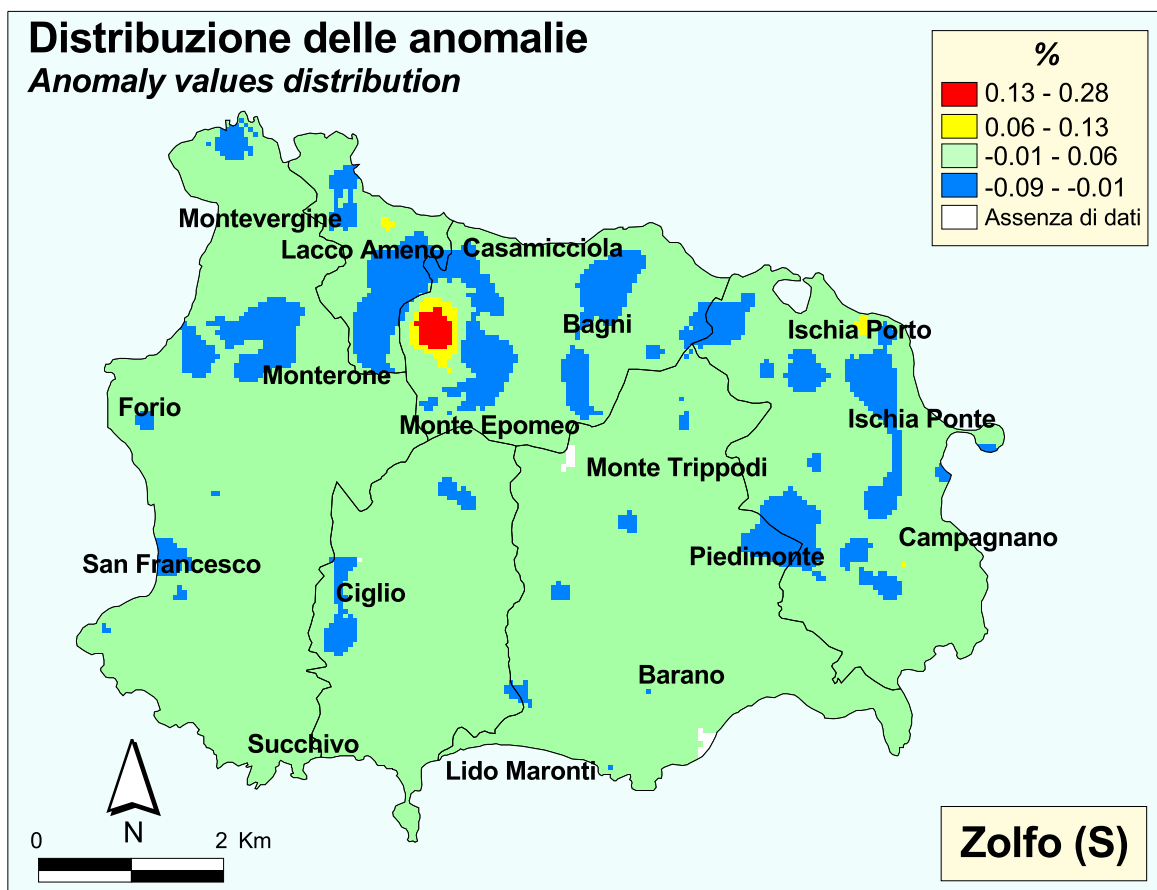 Distribuzione delle anomalie
Anomaly values distribution
%
0.13 - 0.28
0.06 - 0.13
-0.01 - 0.06
-0.09 - -0.01
Assenza di dati
Montevergine
Lacco Ameno
Casamicciola
Bagni
Ischia Porto
Monterone
Forio
Monte Epomeo
Ischia Ponte
Monte Trippodi
San Francesco
Piedimonte
Campagnano
Ciglio
Barano
Succhivo
Lido Maronti
N
0 2 Km
Zolfo (S)